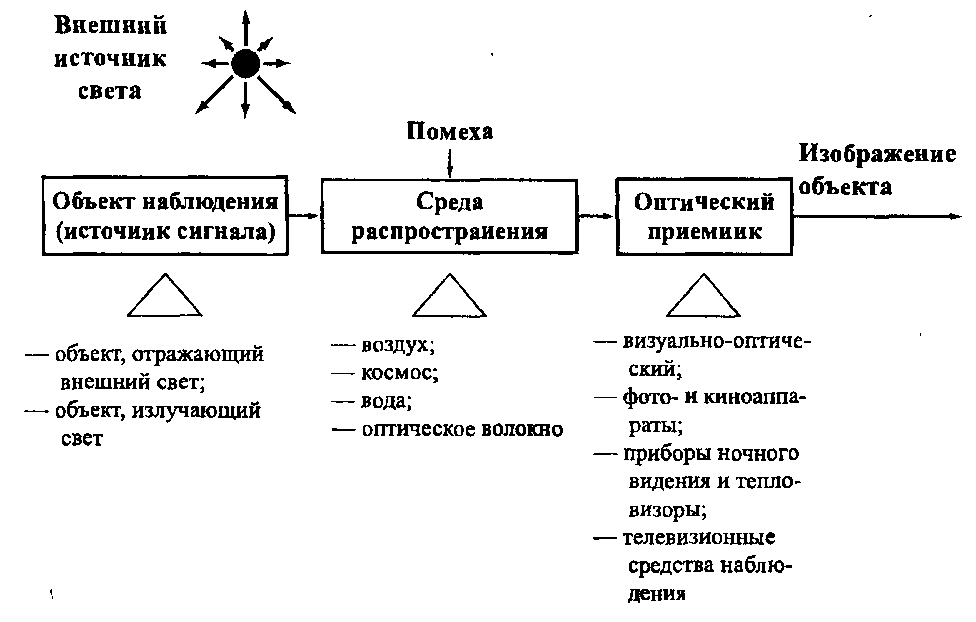 Внешний
источник
света
Помеха
Изображение
объекта
Объект наблюдения
(источник сигнала)
Среда
распространения
Оптический
приемник
— объект, отражающий
внешний свет;
— объект, излучающий
свет
— воздух;
— космос;
— вода;
— оптическое волокно
— визуально-оптиче-
ский;
— фото- и киноаппа-
раты;
— приборы ночного
видения и тепло-
визоры;
— телевизионные
средства наблю-
дения